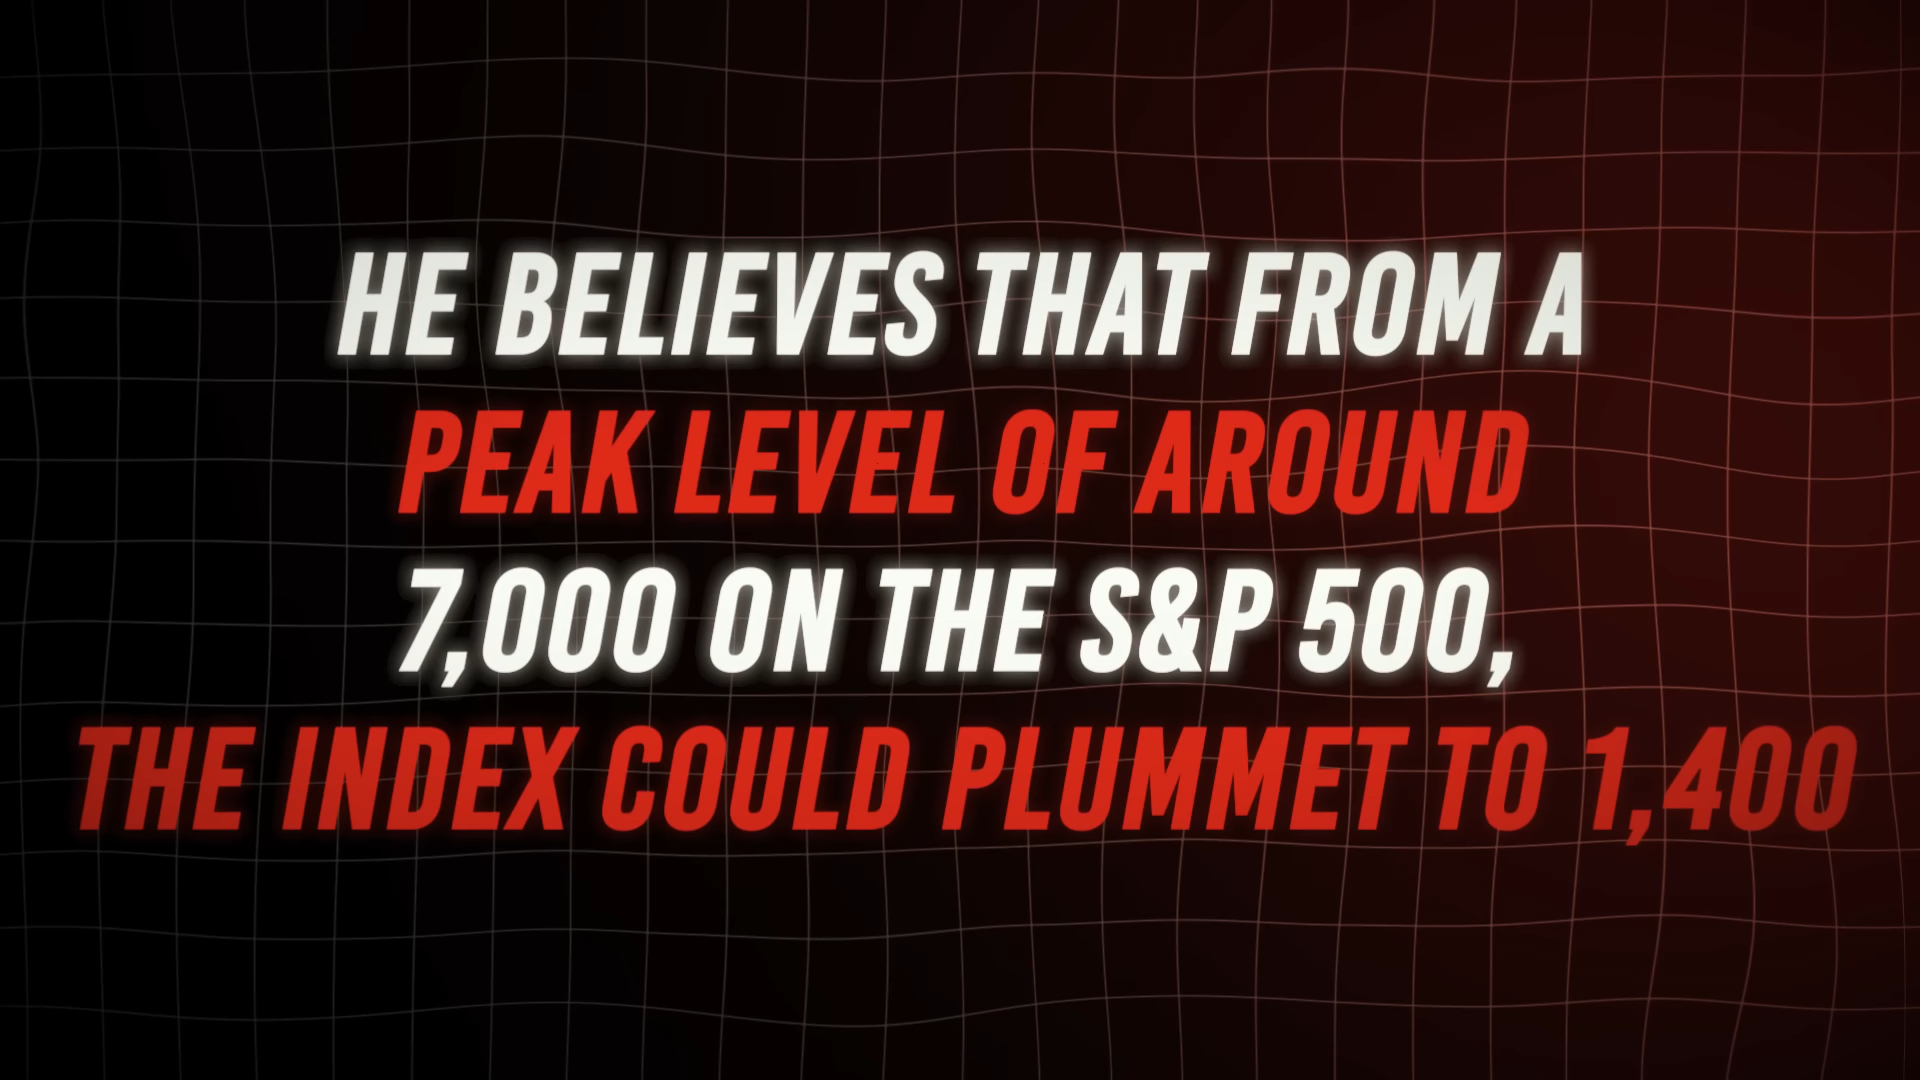 HE BELIEVES THAT FROM A
PEAK LEVEL OF AROUND
7,000 ON THE S&P 500,
THE INDEX COULD PLUMMET TO 1,400